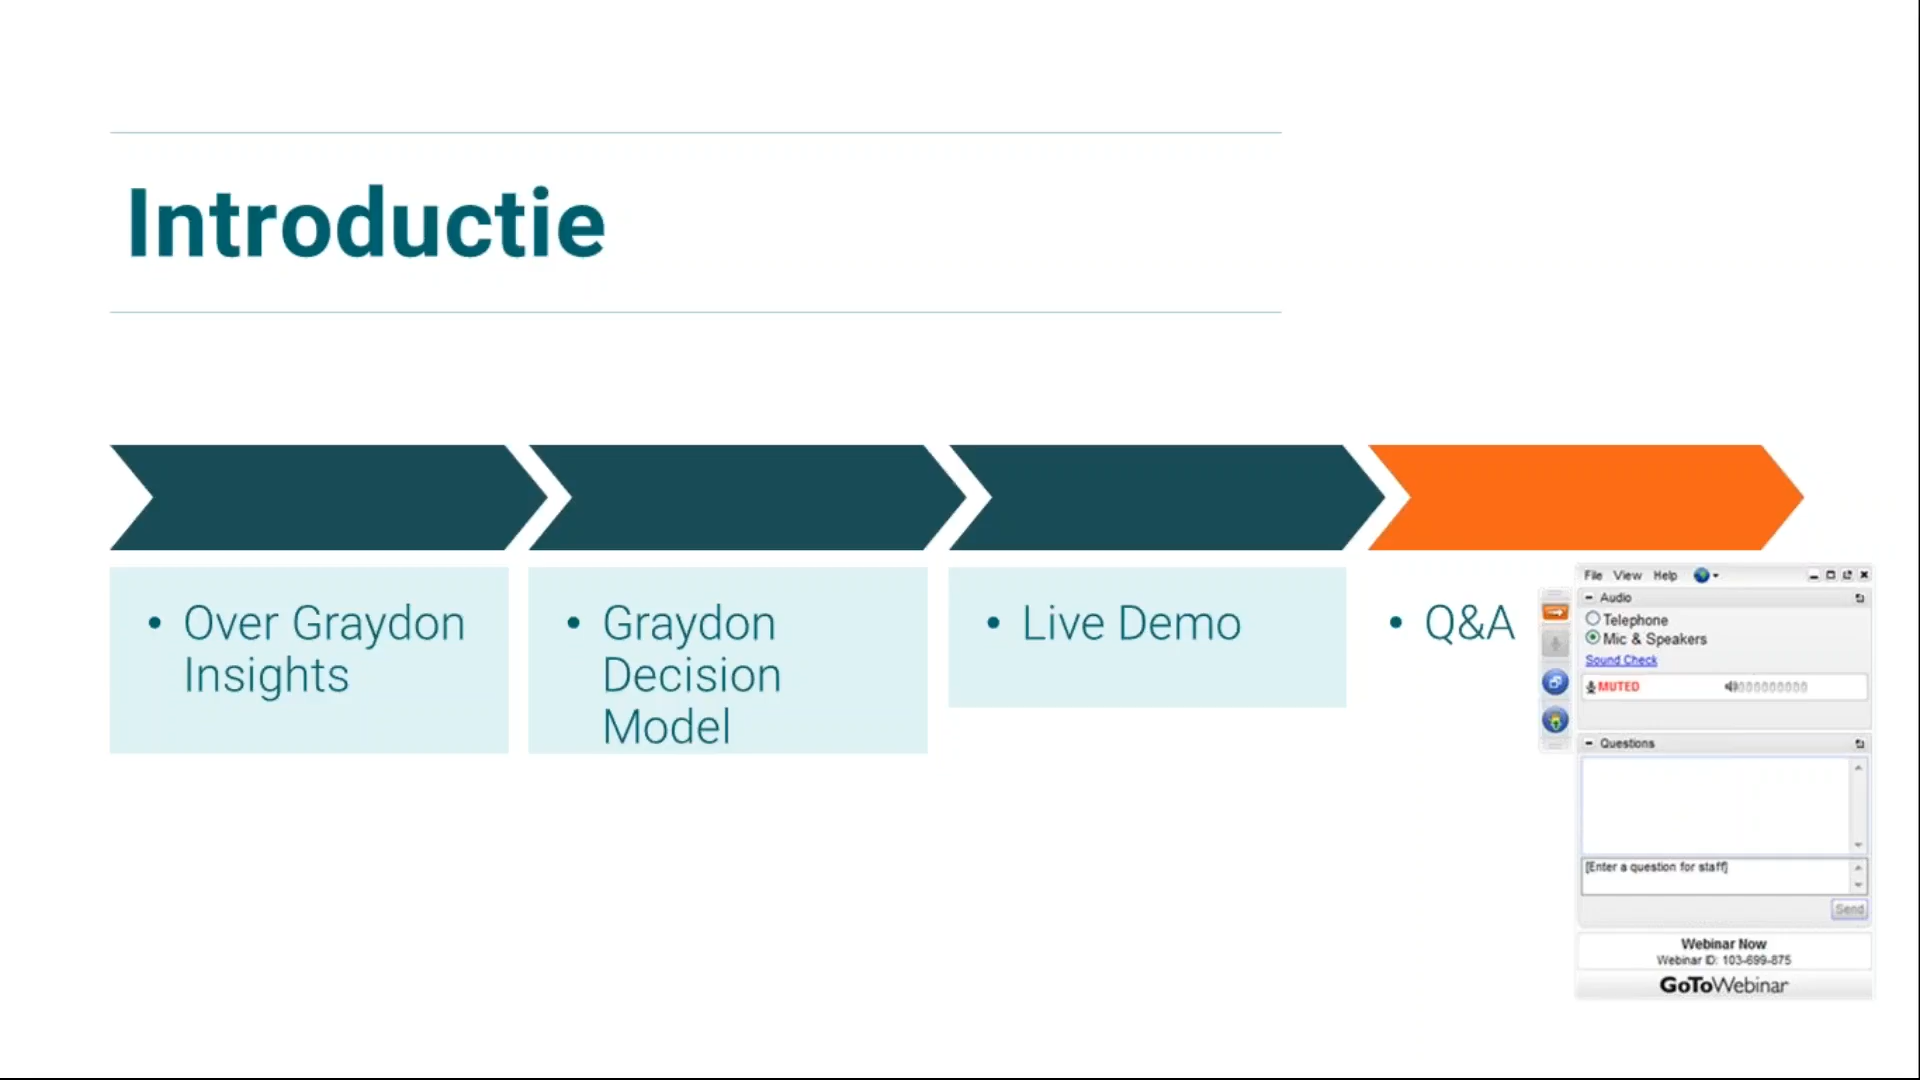 Introductie
• Over Graydon
Insights
• Graydon
Decision
Model
• Live Demo
• Q&A
File View Help
Audio
Telephone
Mic & Speakers
Sound Check
MUTED
Questions
[Enter a question for staff]
Send
Webinar Now
Webinar ID: 103-699-875
GoToWebinar